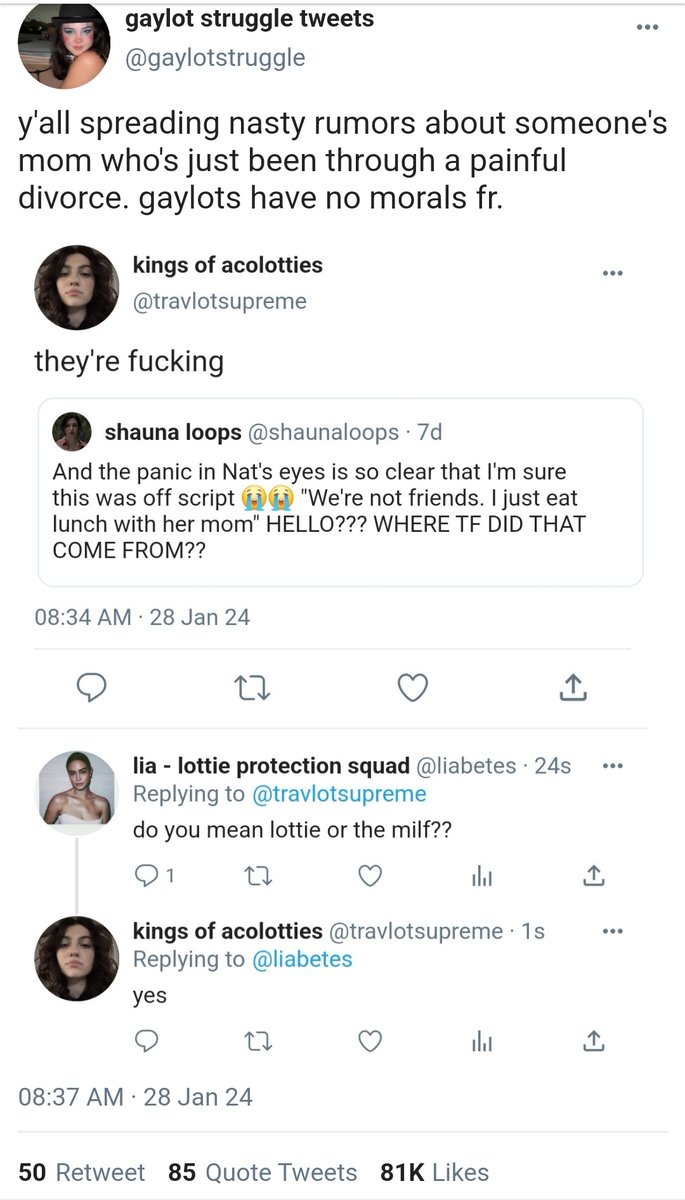 gaylot struggle tweets
@gaylotstruggle
y'all spreading nasty rumors about someone's
mom who's just been through a painful
divorce. gaylots have no morals fr.
kings of acolotties
@travlotsupreme
they're fucking
shauna loops @shaunaloops · 7d
And the panic in Nat's eyes is so clear that I'm sure
this was off script 😭😭 "We're not friends. I just eat
lunch with her mom" HELLO??? WHERE TF DID THAT
COME FROM??
08:34 AM · 28 Jan 24
lia - lottie protection squad @liabetes · 24s
Replying to @travlotsupreme
do you mean lottie or the milf??
1
kings of acolotties @travlotsupreme · 1s
Replying to @liabetes
yes
08:37 AM · 28 Jan 24
50 Retweet 85 Quote Tweets 81K Likes